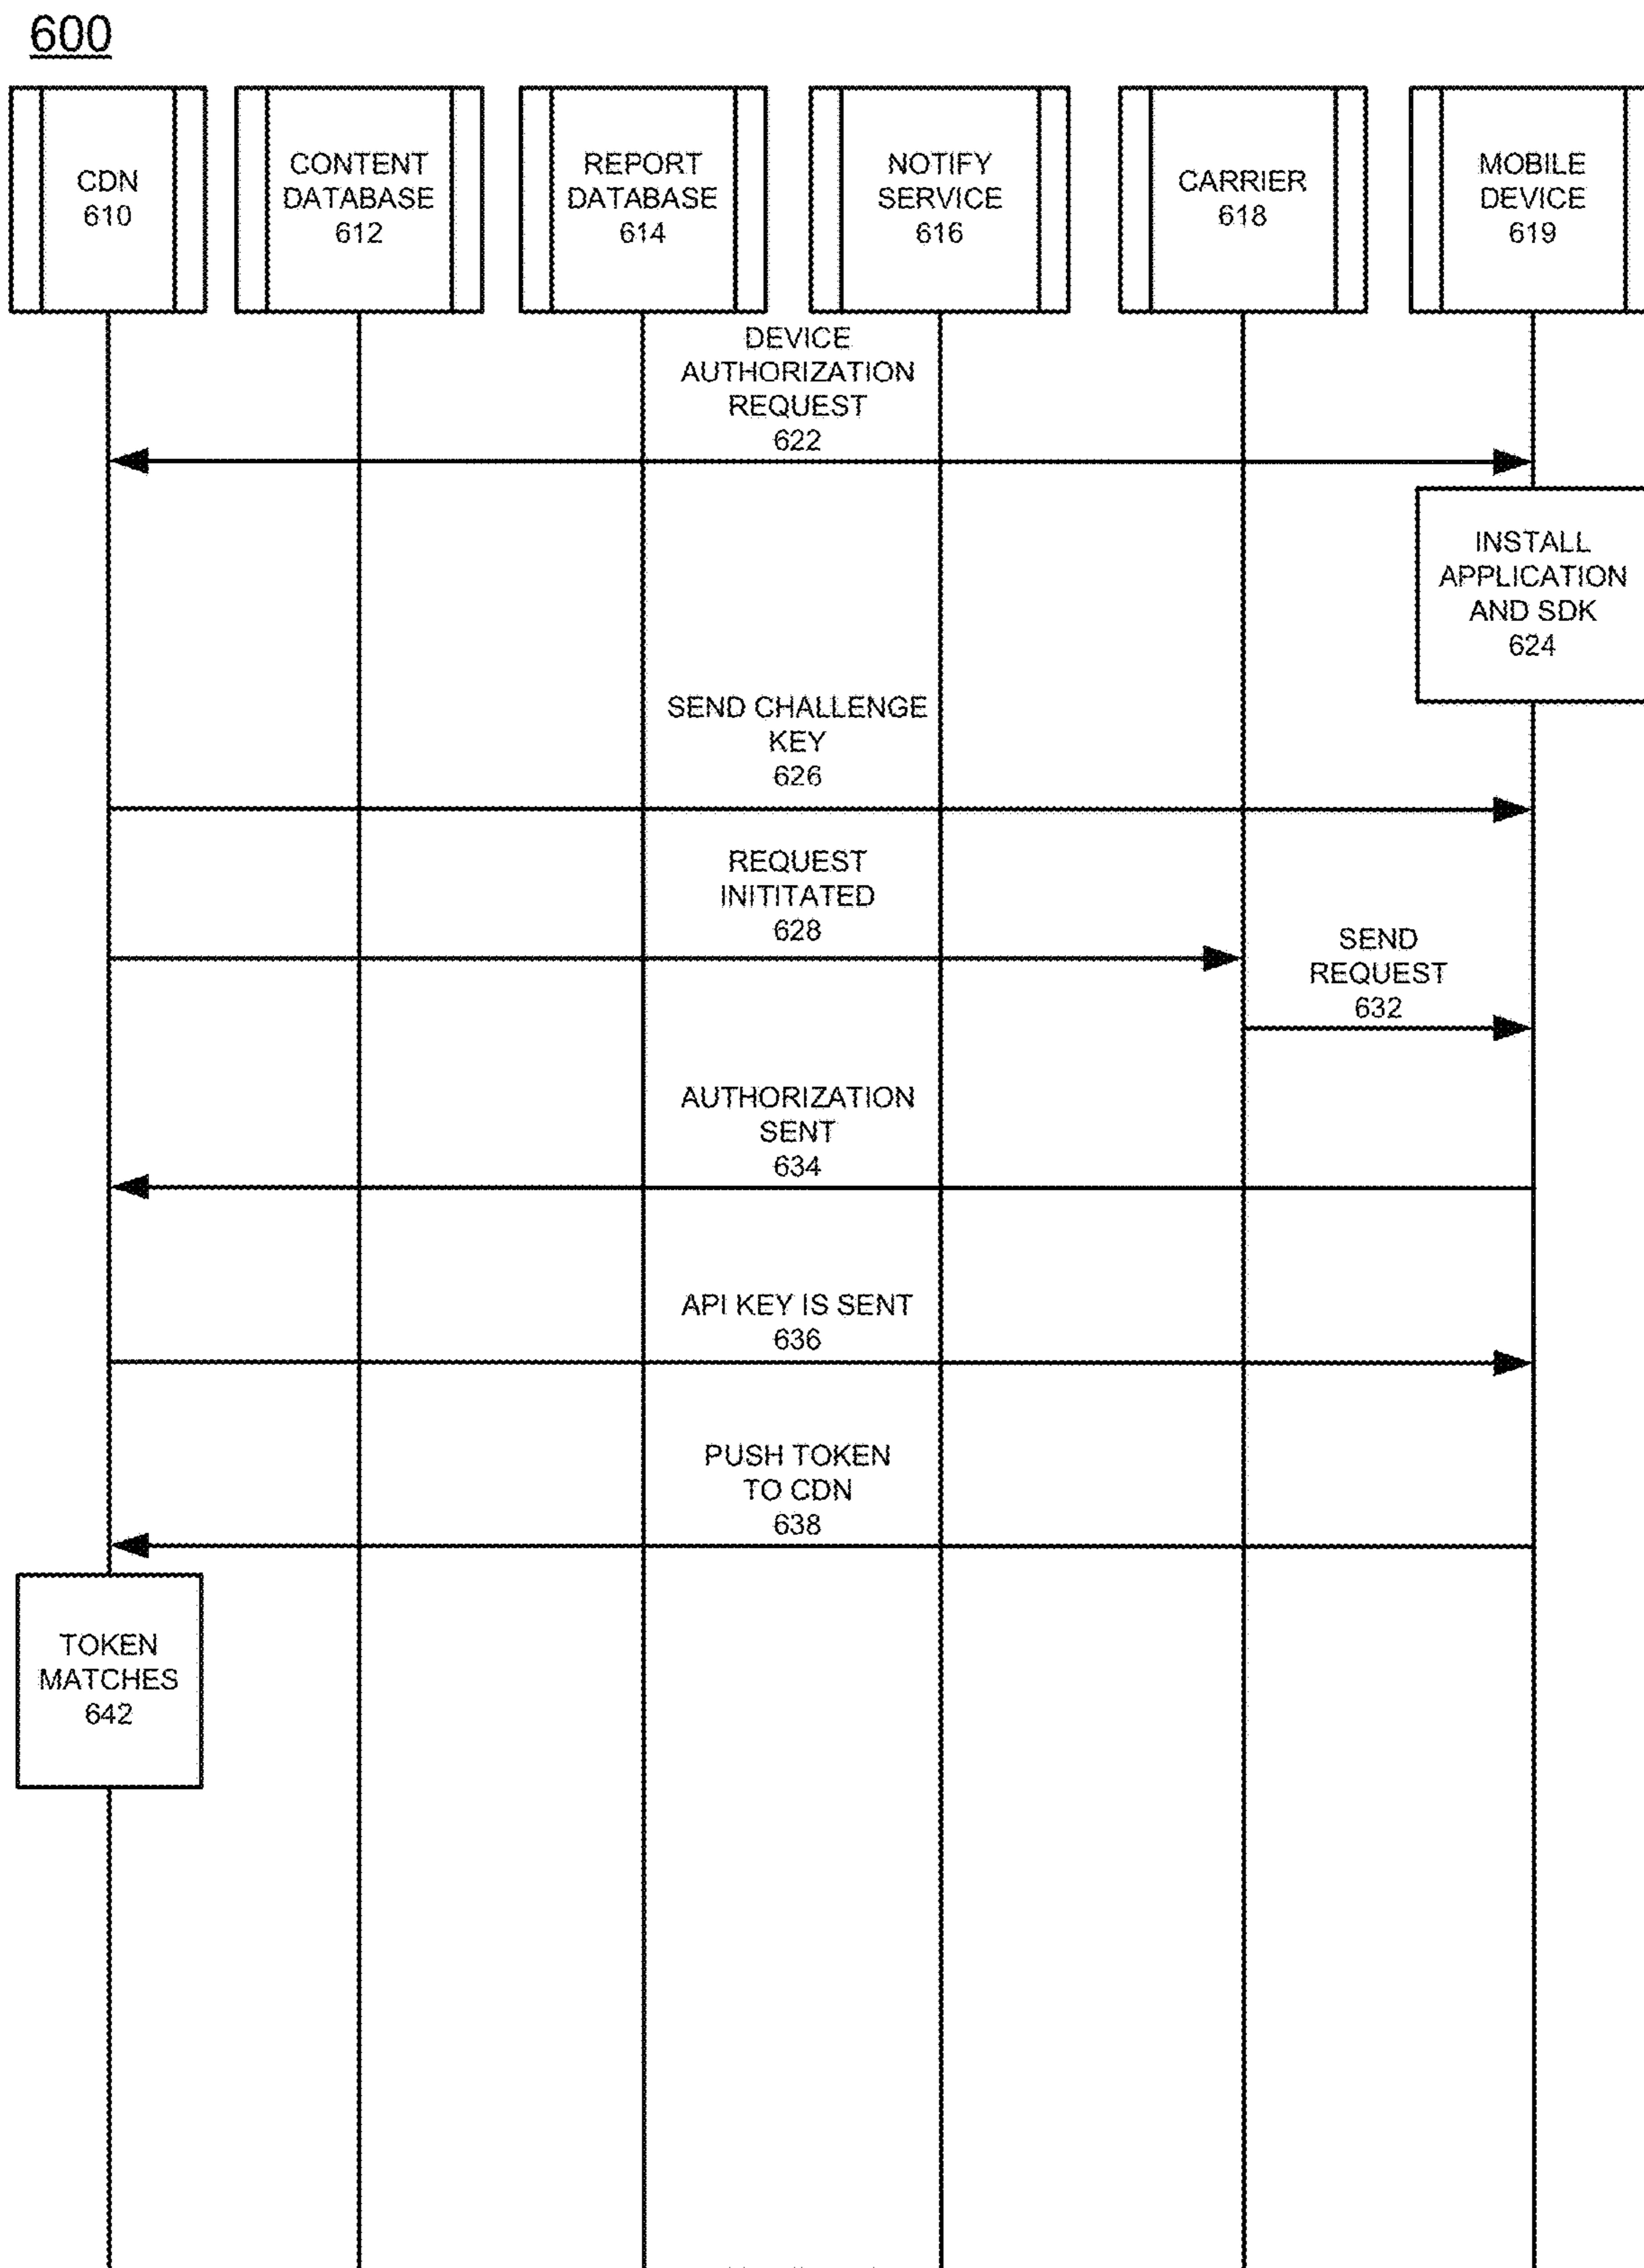 600
CDN
610
CONTENT
DATABASE
612
REPORT
DATABASE
614
NOTIFY
SERVICE
616
CARRIER
618
MOBILE
DEVICE
619
DEVICE
AUTHORIZATION
REQUEST
622
INSTALL
APPLICATION
AND SDK
624
SEND CHALLENGE
KEY
626
REQUEST
INITITATED
628
SEND
REQUEST
632
AUTHORIZATION
SENT
634
API KEY IS SENT
636
PUSH TOKEN
TO CDN
638
TOKEN
MATCHES
642